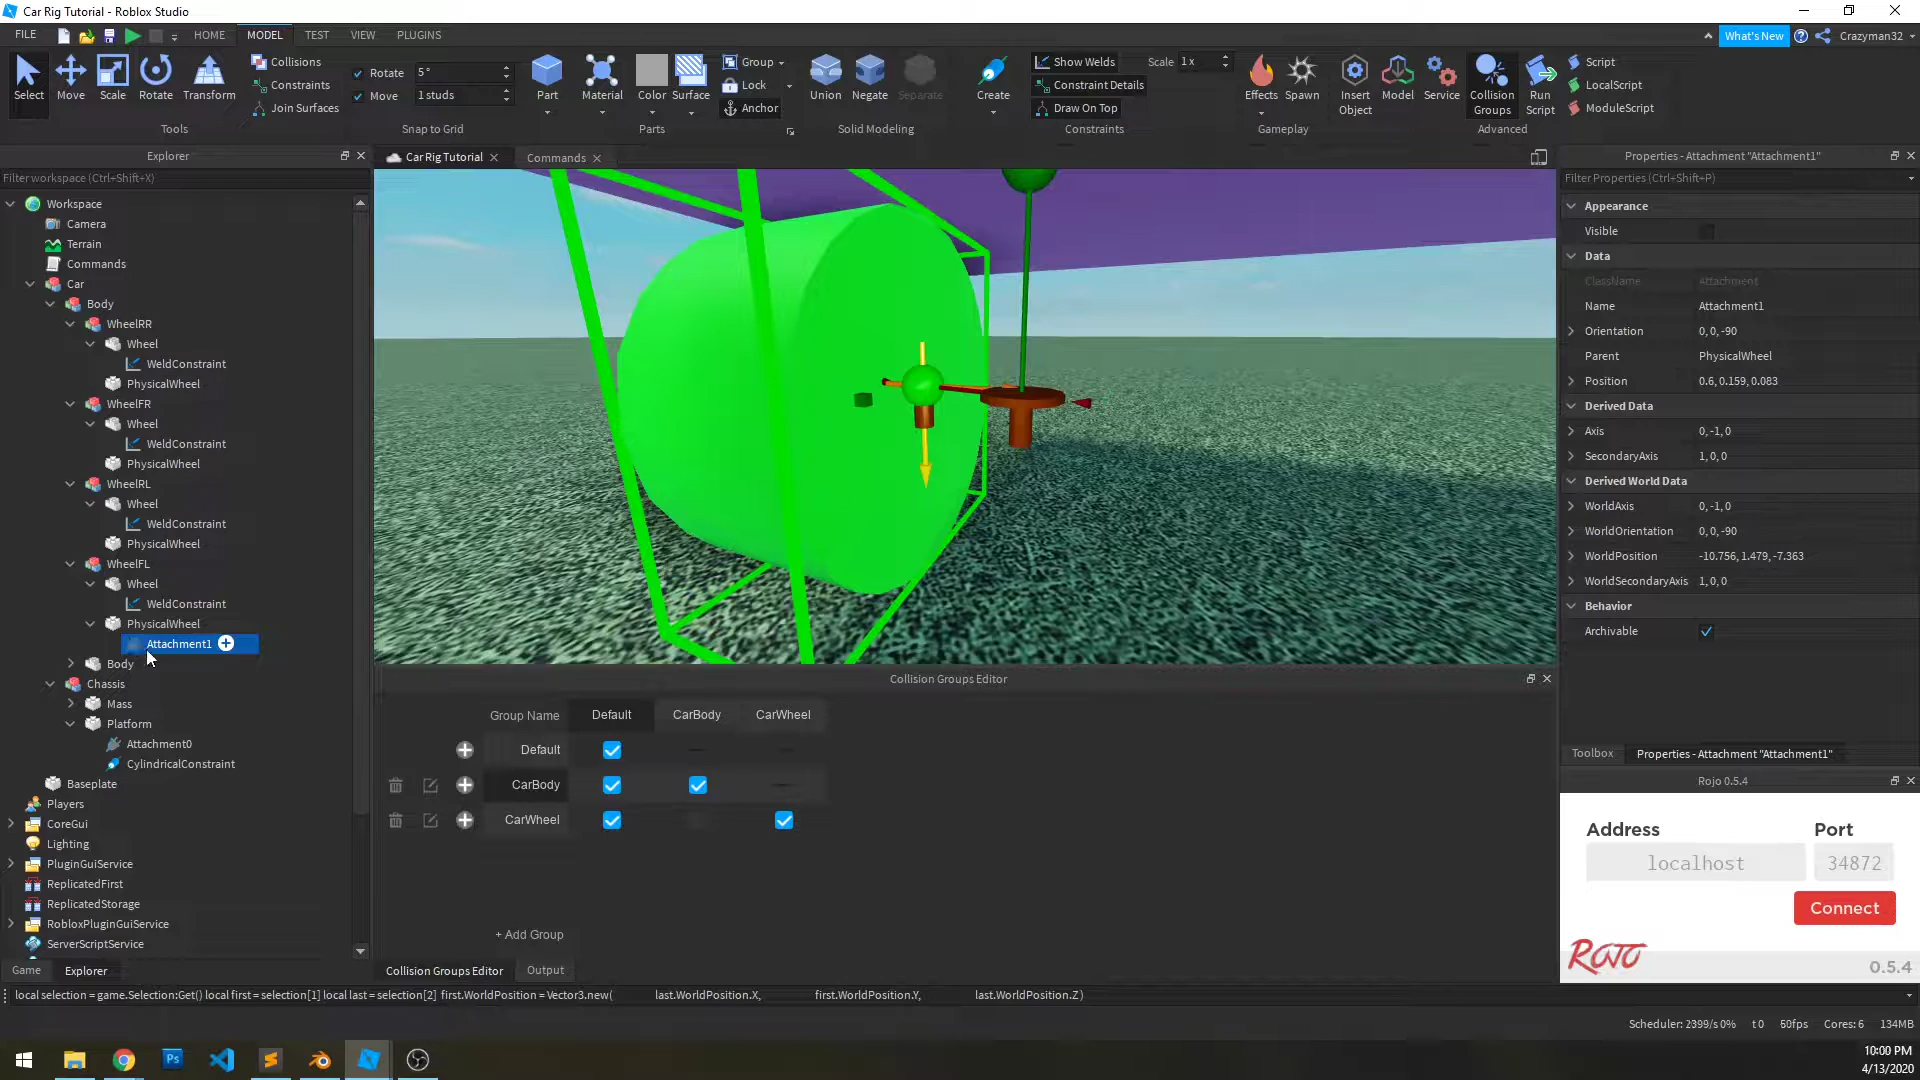 Car Rig Tutorial - Roblox Studio
FILE HOME MODEL TEST VIEW PLUGINS What's New Crazyman32
Select Move Scale Rotate Transform
Collisions
Constraints
Join Surfaces
Tools
Rotate 5°
Move 1 studs
Snap to Grid
Part Material Color Surface
Group
Lock
Anchor
Parts
Union Negate Separate
Solid Modeling
Create
Show Welds
Constraint Details
Draw On Top
Scale 1 x
Constraints
Effects Spawn
Gameplay
Insert Object
Model
Service
Collision Groups
Run Script
Script
LocalScript
ModuleScript
Advanced
Explorer
Filter workspace (Ctrl+Shift+X)
Workspace
Camera
Terrain
Commands
Car
Body
WheelRR
Wheel
WeldConstraint
PhysicalWheel
WheelFR
Wheel
WeldConstraint
PhysicalWheel
WheelRL
Wheel
WeldConstraint
PhysicalWheel
WheelFL
Wheel
WeldConstraint
PhysicalWheel
Attachment1
Body
Chassis
Mass
Platform
Attachment0
CylindricalConstraint
Baseplate
Players
CoreGui
Lighting
PluginGuiService
ReplicatedFirst
ReplicatedStorage
RobloxPluginGuiService
ServerScriptService
Game Explorer
Car Rig Tutorial Commands
Collision Groups Editor
Group Name Default CarBody CarWheel
Default
CarBody
CarWheel
+ Add Group
Collision Groups Editor Output
Properties - Attachment "Attachment1"
Filter Properties (Ctrl+Shift+P)
Appearance
Visible
Data
ClassName Attachment
Name Attachment1
Orientation 0, 0, -90
Parent PhysicalWheel
Position 0.6, 0.159, 0.083
Derived Data
Axis 0, -1, 0
SecondaryAxis 1, 0, 0
Derived World Data
WorldAxis 0, -1, 0
WorldOrientation 0, 0, -90
WorldPosition -10.756, 1.479, -7.363
WorldSecondaryAxis 1, 0, 0
Behavior
Archivable
Toolbox Properties - Attachment "Attachment1"
Rojo 0.5.4
Address Port
localhost 34872
Connect
ROJO 0.5.4
local selection = game.Selection:Get() local first = selection[1] local last = selection[2] first.WorldPosition = Vector3.new( last.WorldPosition.X, first.WorldPosition.Y, last.WorldPosition.Z)
Scheduler: 2399/s 0% t 0 50fps Cores: 6 134MB
Ps
10:00 PM
4/13/2020